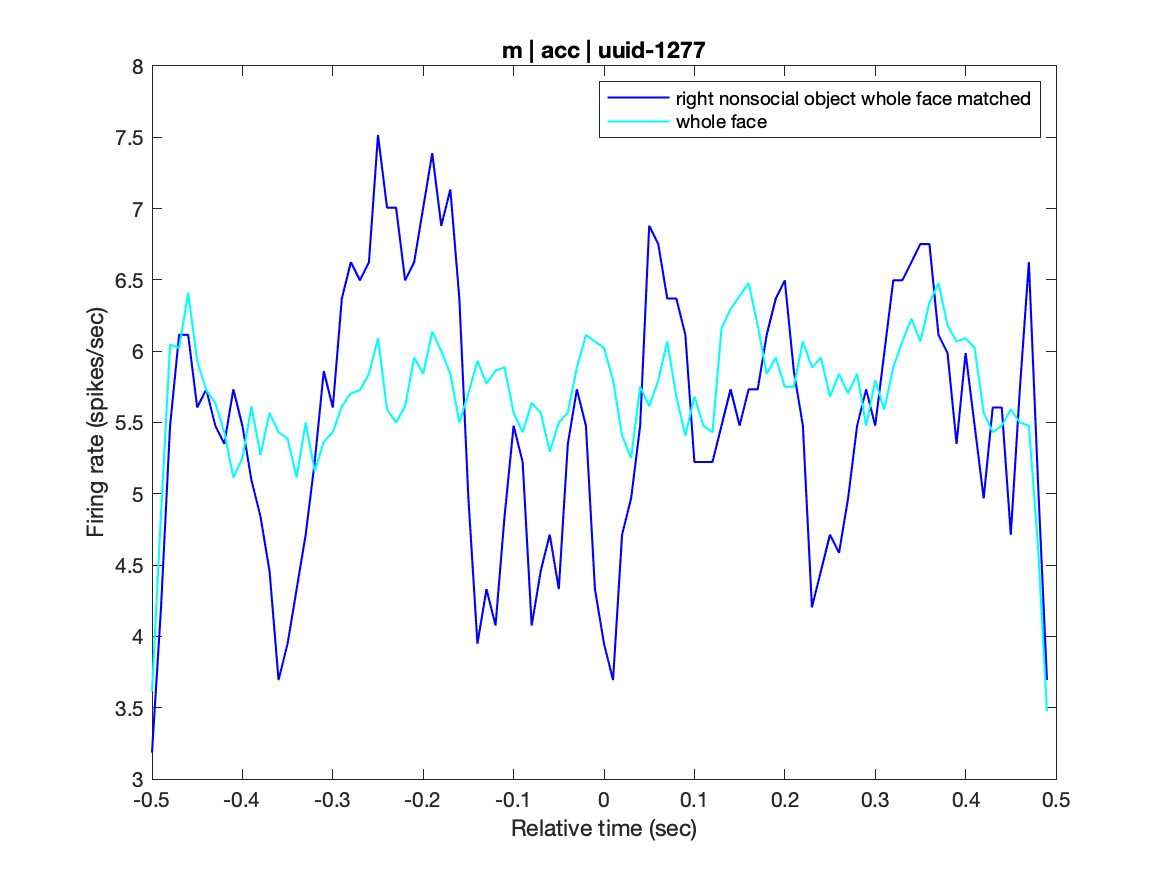 m | acc | uuid-1277
right nonsocial object whole face matched
whole face
8
7.5
7
6.5
6
5.5
5
4.5
4
3.5
3
Firing rate (spikes/sec)
-0.5 -0.4 -0.3 -0.2 -0.1 0 0.1 0.2 0.3 0.4 0.5
Relative time (sec)